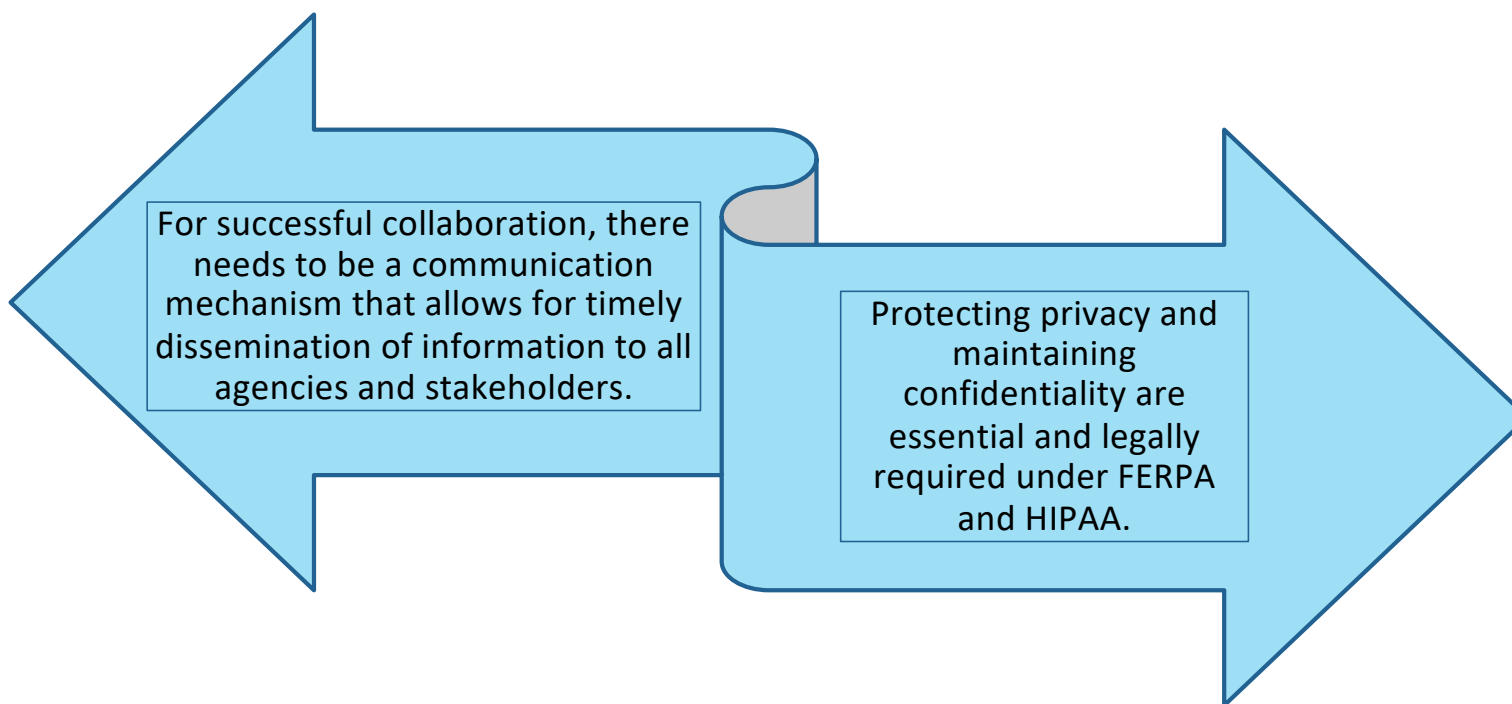 For successful collaboration, there
needs to be a communication
mechanism that allows for timely
dissemination of information to all
agencies and stakeholders.
Protecting privacy and
maintaining
confidentiality are
essential and legally
required under FERPA
and HIPAA.